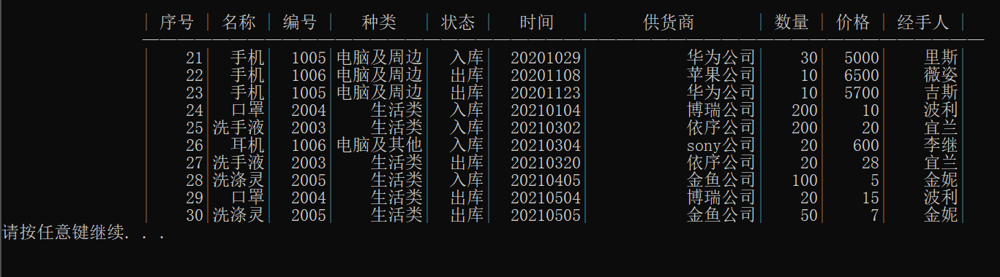 | 序号 | 名称 | 编号 | 种类 | 状态 | 时间 | 供货商 | 数量 | 价格 | 经手人 |
| 21 | 手机 | 1005 | 电脑及周边 | 入库 | 20201029 | 华为公司 | 30 | 5000 | 里斯 |
| 22 | 手机 | 1006 | 电脑及周边 | 出库 | 20201108 | 苹果公司 | 10 | 6500 | 薇姿 |
| 23 | 手机 | 1005 | 电脑及周边 | 出库 | 20201123 | 华为公司 | 10 | 5700 | 吉斯 |
| 24 | 口罩 | 2004 | 生活类 | 入库 | 20210104 | 博瑞公司 | 200 | 10 | 波利 |
| 25 | 洗手液 | 2003 | 生活类 | 入库 | 20210302 | 依序公司 | 200 | 20 | 宜兰 |
| 26 | 耳机 | 1006 | 电脑及其他 | 入库 | 20210304 | sony公司 | 20 | 600 | 李继 |
| 27 | 洗手液 | 2003 | 生活类 | 出库 | 20210320 | 依序公司 | 20 | 28 | 宜兰 |
| 28 | 洗涤灵 | 2005 | 生活类 | 入库 | 20210405 | 金鱼公司 | 100 | 5 | 金妮 |
| 29 | 口罩 | 2004 | 生活类 | 出库 | 20210504 | 博瑞公司 | 20 | 15 | 波利 |
| 30 | 洗涤灵 | 2005 | 生活类 | 出库 | 20210505 | 金鱼公司 | 50 | 7 | 金妮 |
请按任意键继续. . .